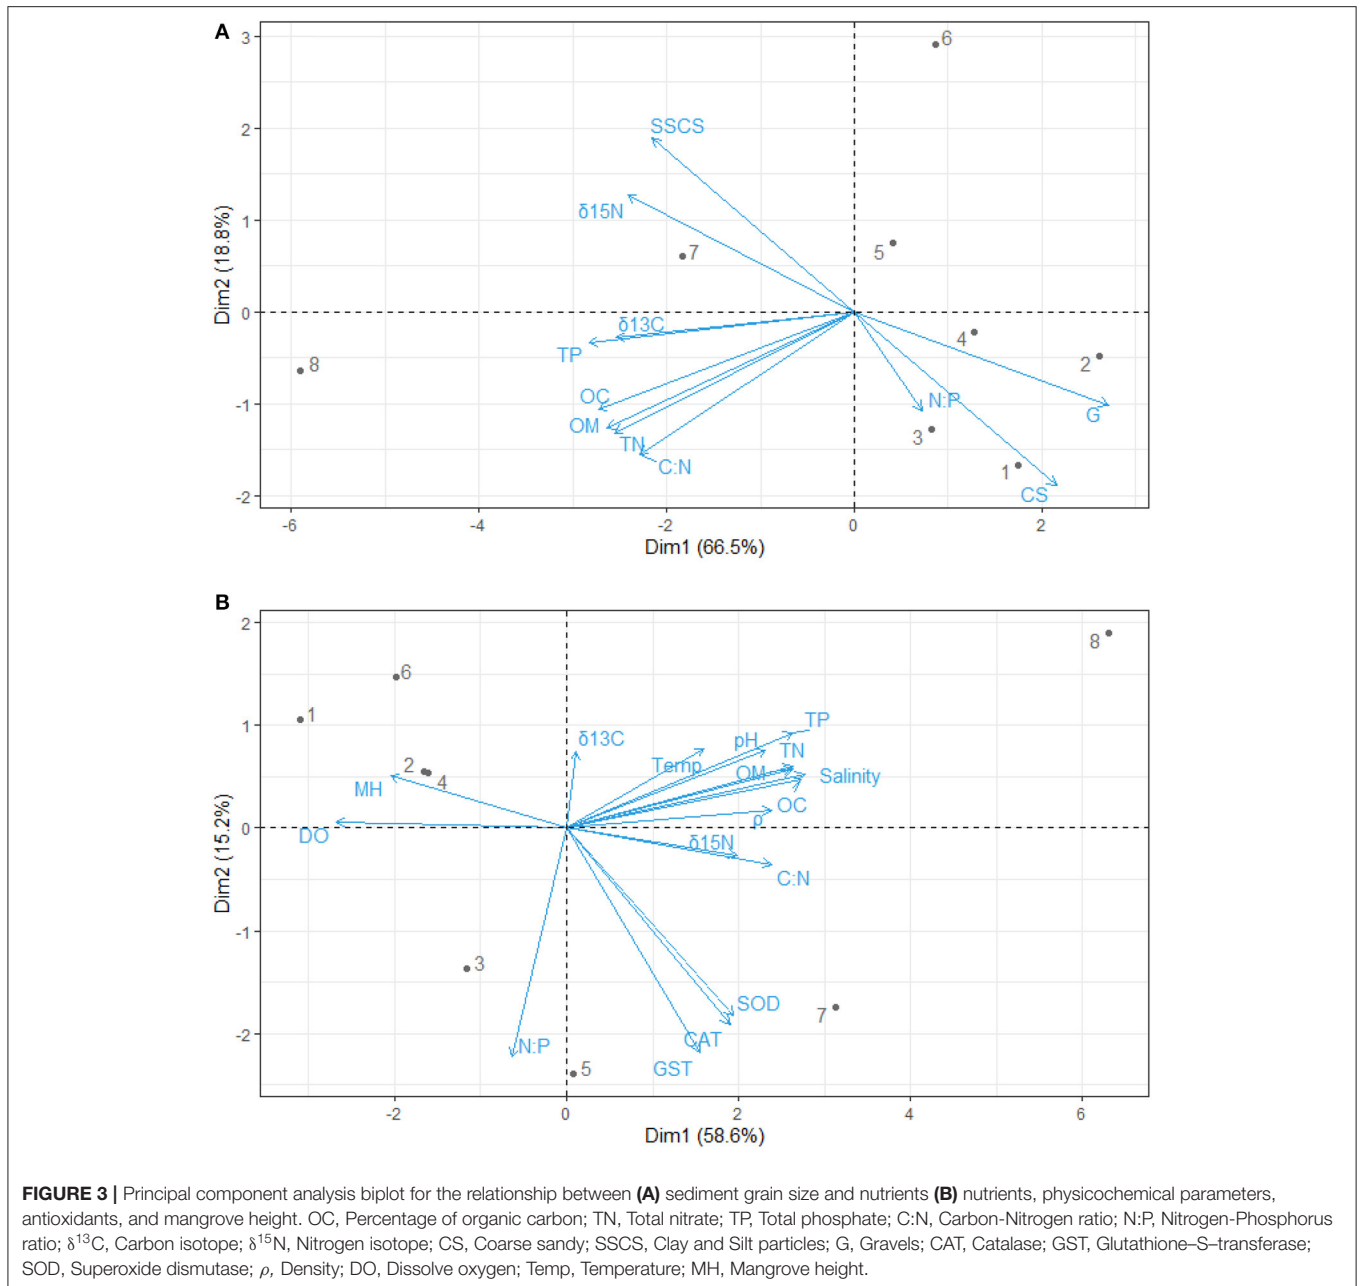 A
3
2
1
0
-1
-2
Dim2 (18.8%)
6
SSCS
δ15N
7
5
δ13C
TP
4
8
2
OC
N:P
G
OM
3
TN
C:N
1
CS
-6
-4
-2
0
2
Dim1 (66.5%)
B
2
1
0
-1
-2
Dim2 (15.2%)
8
6
1
TP
δ13C
pH
TN
2
4
Temp
OM
Salinity
MH
OC
ρ
DO
δ15N
C:N
3
SOD
7
CAT
N:P
GST
5
-2
0
2
4
6
Dim1 (58.6%)
FIGURE 3 | Principal component analysis biplot for the relationship between (A) sediment grain size and nutrients (B) nutrients, physicochemical parameters,
antioxidants, and mangrove height. OC, Percentage of organic carbon; TN, Total nitrate; TP, Total phosphate; C:N, Carbon-Nitrogen ratio; N:P, Nitrogen-Phosphorus
ratio; δ¹³C, Carbon isotope; δ¹⁵N, Nitrogen isotope; CS, Coarse sandy; SSCS, Clay and Silt particles; G, Gravels; CAT, Catalase; GST, Glutathione–S–transferase;
SOD, Superoxide dismutase; ρ, Density; DO, Dissolve oxygen; Temp, Temperature; MH, Mangrove height.